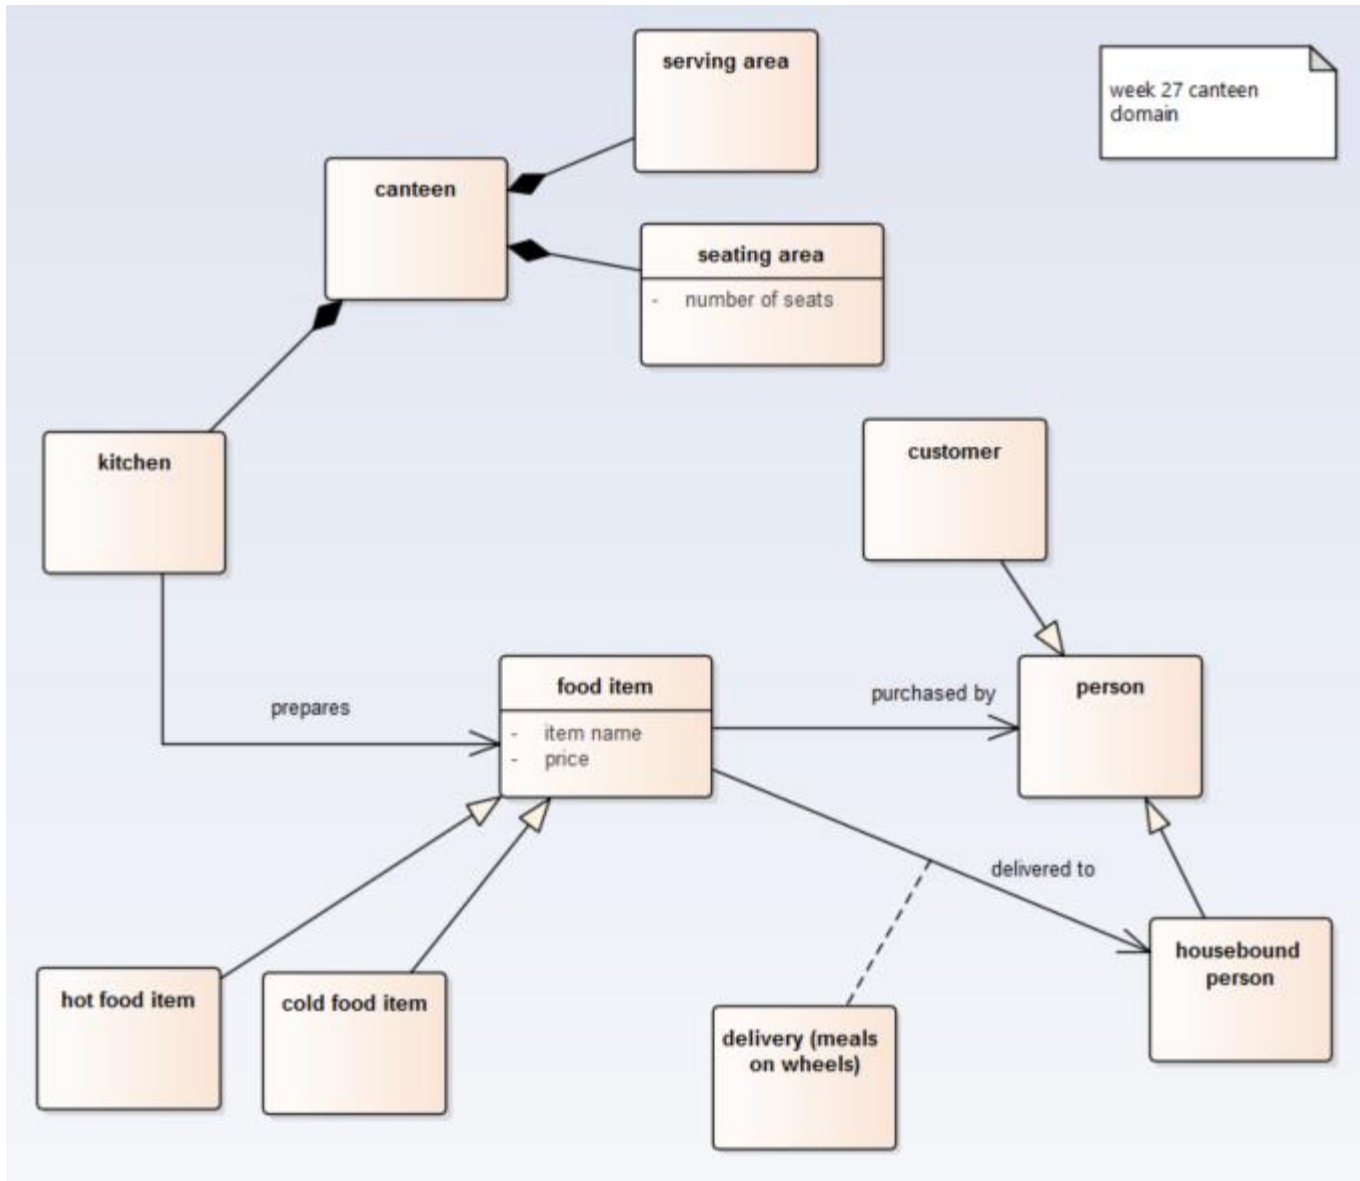 serving area
week 27 canteen
domain
canteen
seating area
- number of seats
customer
kitchen
food item
person
purchased by
prepares
- item name
- price
delivered to
housebound
person
hot food item
cold food item
delivery (meals
on wheels)